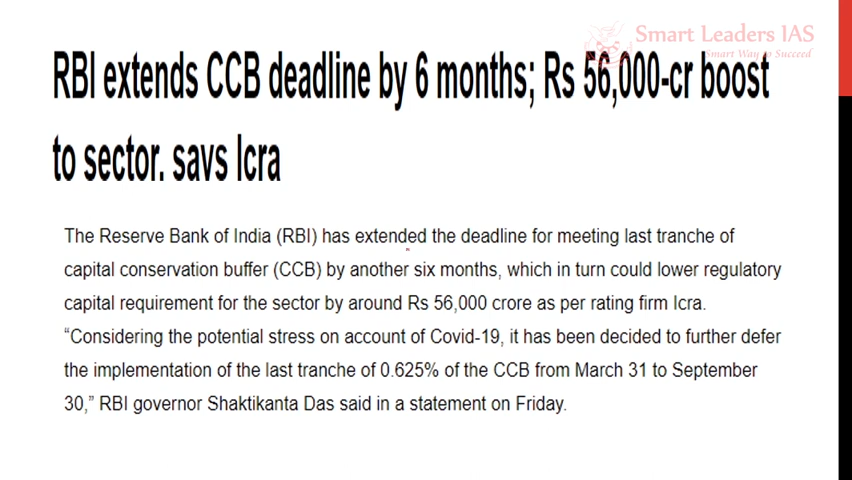 Smart Leaders IAS
Smart Way to Succeed
RBI extends CCB deadline by 6 months; Rs 56,000-cr boost
to sector. savs Icra
The Reserve Bank of India (RBI) has extended the deadline for meeting last tranche of
capital conservation buffer (CCB) by another six months, which in turn could lower regulatory
capital requirement for the sector by around Rs 56,000 crore as per rating firm Icra.
“Considering the potential stress on account of Covid-19, it has been decided to further defer
the implementation of the last tranche of 0.625% of the CCB from March 31 to September
30,” RBI governor Shaktikanta Das said in a statement on Friday.